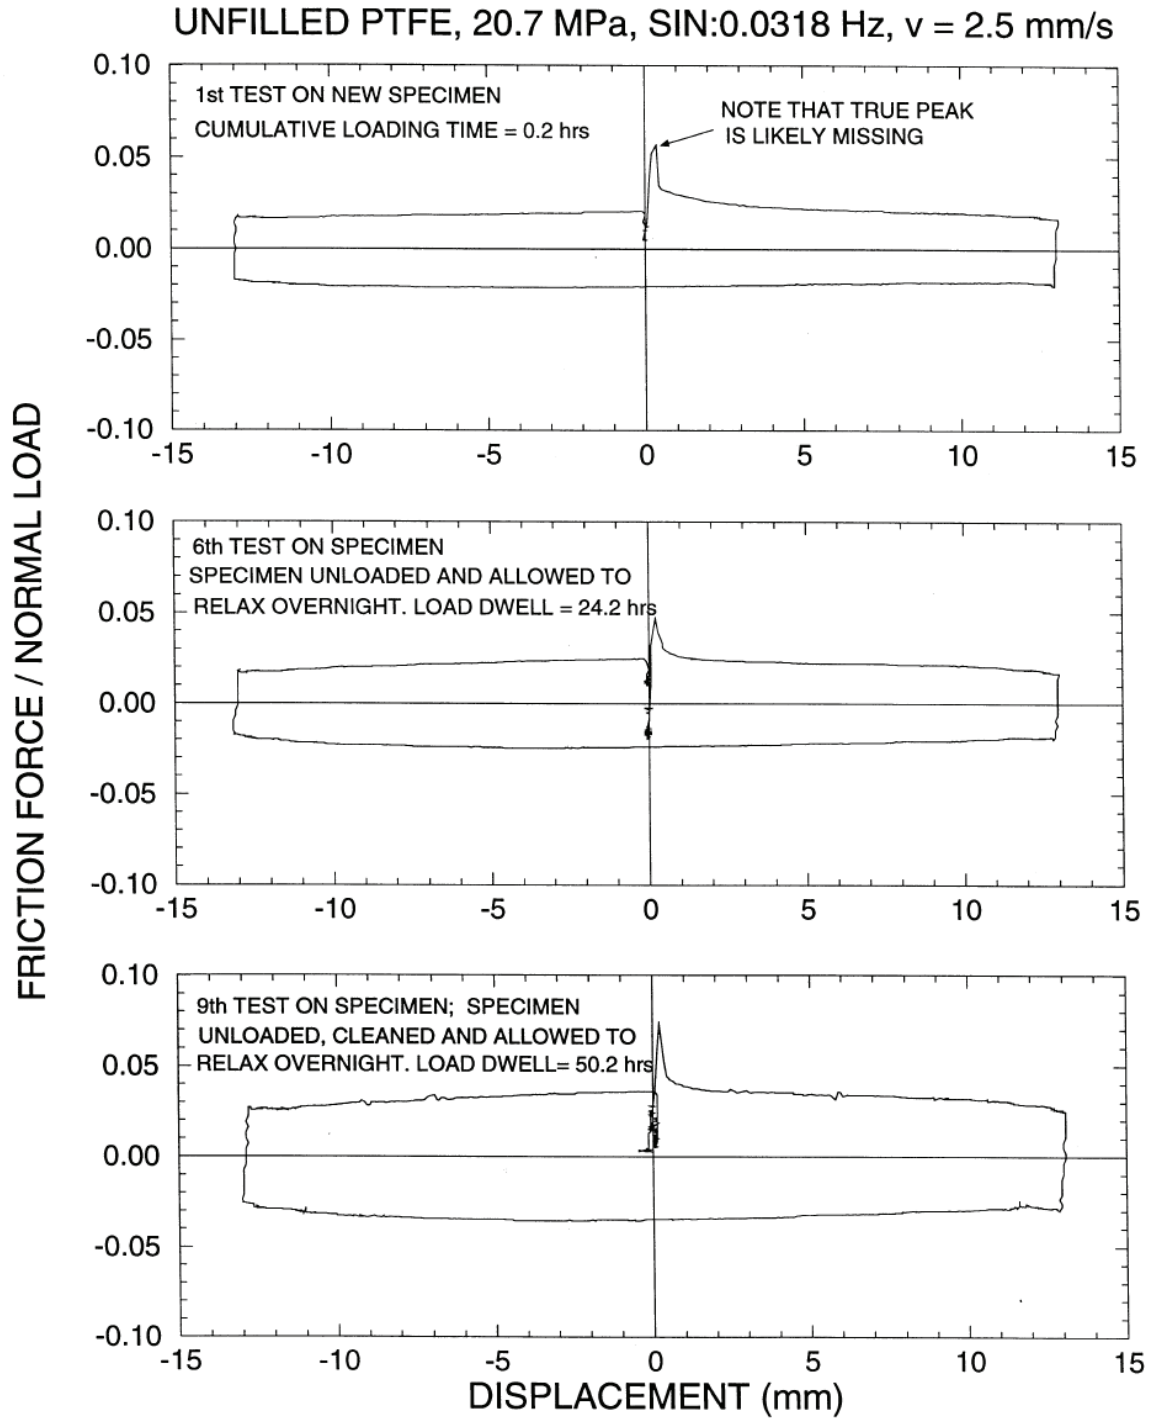 UNFILLED PTFE, 20.7 MPa, SIN:0.0318 Hz, v = 2.5 mm/s
FRICTION FORCE / NORMAL LOAD
0.10
0.05
0.00
-0.05
-0.10
1st TEST ON NEW SPECIMEN
CUMULATIVE LOADING TIME = 0.2 hrs
NOTE THAT TRUE PEAK
IS LIKELY MISSING
-15 -10 -5 0 5 10 15
0.10
0.05
0.00
-0.05
-0.10
6th TEST ON SPECIMEN
SPECIMEN UNLOADED AND ALLOWED TO
RELAX OVERNIGHT. LOAD DWELL = 24.2 hrs
-15 -10 -5 0 5 10 15
0.10
0.05
0.00
-0.05
-0.10
9th TEST ON SPECIMEN; SPECIMEN
UNLOADED, CLEANED AND ALLOWED TO
RELAX OVERNIGHT. LOAD DWELL= 50.2 hrs
-15 -10 -5 0 5 10 15
DISPLACEMENT (mm)